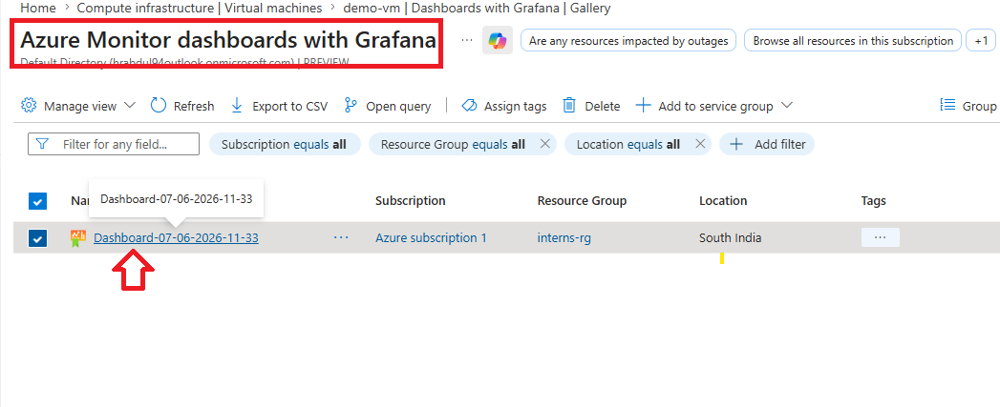 Home > Compute infrastructure | Virtual machines > demo-vm | Dashboards with Grafana | Gallery
Azure Monitor dashboards with Grafana
...
Are any resources impacted by outages
Browse all resources in this subscription
+1
Default Directory (hrabdul94outlook.onmicrosoft.com) | PREVIEW
Manage view
Refresh
Export to CSV
Open query
Assign tags
Delete
Add to service group
Group
Filter for any field...
Subscription equals all
Resource Group equals all
Location equals all
Add filter
Dashboard-07-06-2026-11-33
Subscription
Resource Group
Location
Tags
Dashboard-07-06-2026-11-33
...
Azure subscription 1
interns-rg
South India
...